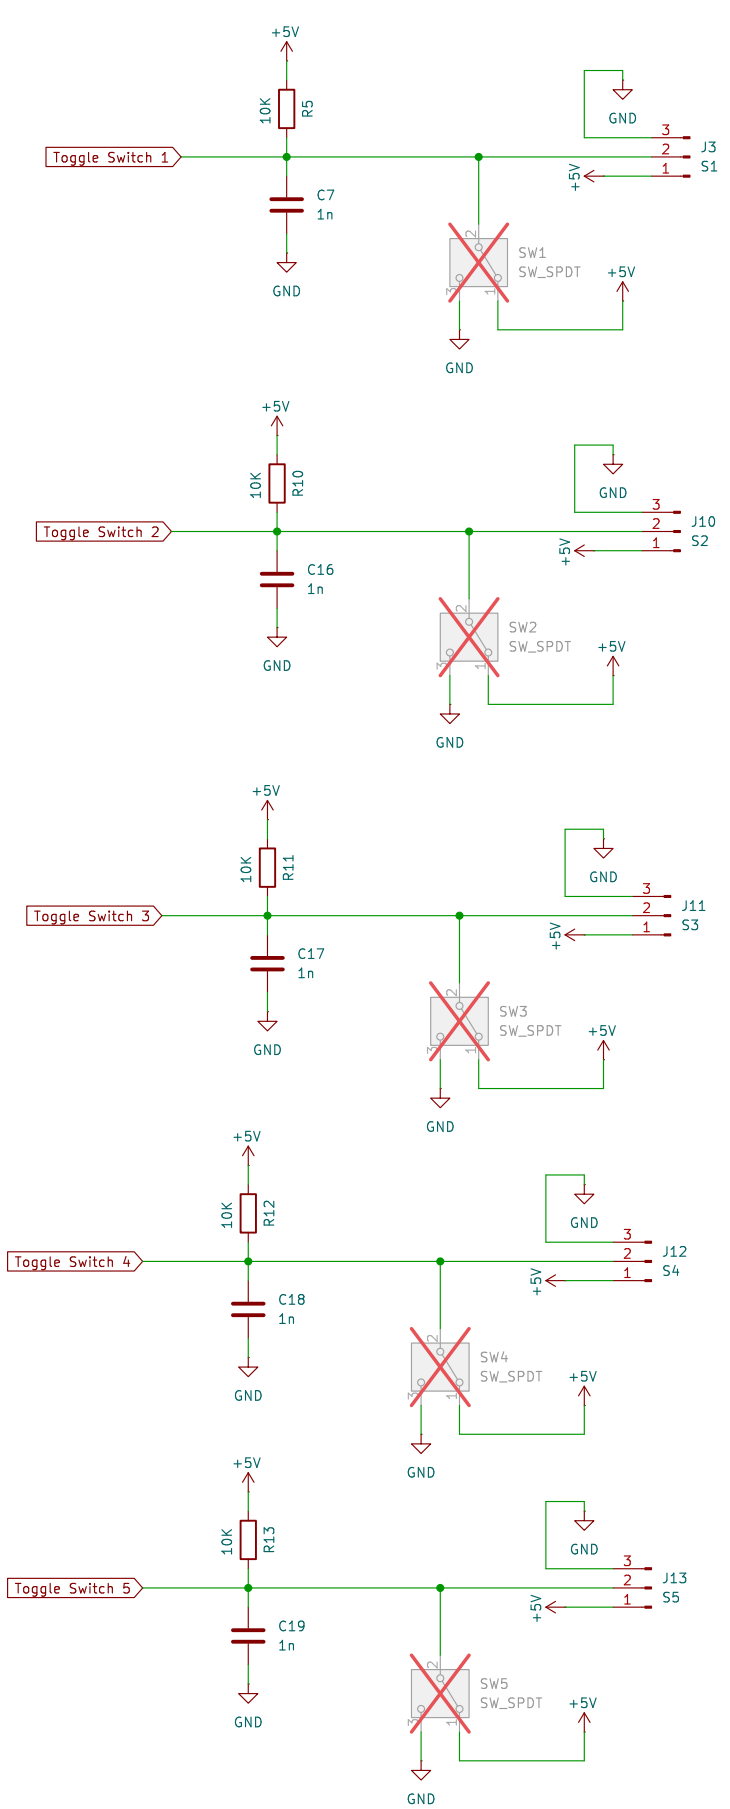 +5V
10K
R5
GND
3
J3
Toggle Switch 1
2
S1
+5V
1
C7
1n
2
SW1
SW_SPDT
+5V
GND
3
1
GND
+5V
10K
R10
GND
3
J10
Toggle Switch 2
2
S2
+5V
1
C16
1n
2
SW2
SW_SPDT
+5V
GND
3
1
GND
+5V
10K
R11
GND
3
J11
Toggle Switch 3
2
S3
+5V
1
C17
1n
2
SW3
SW_SPDT
+5V
GND
3
1
GND
+5V
10K
R12
GND
3
J12
Toggle Switch 4
2
S4
+5V
1
C18
1n
2
SW4
SW_SPDT
+5V
GND
3
1
GND
+5V
10K
R13
GND
3
J13
Toggle Switch 5
2
S5
+5V
1
C19
1n
2
SW5
SW_SPDT
+5V
GND
3
1
GND